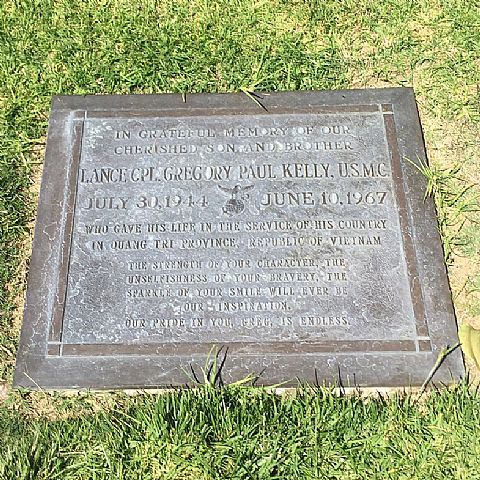 IN GRATEFUL MEMORY OF OUR
CHERISHED SON AND BROTHER
LANCE CPL. GREGORY PAUL KELLY, U.S.M.C.
JULY 30, 1944 JUNE 10, 1967
WHO GAVE HIS LIFE IN THE SERVICE OF HIS COUNTRY
IN QUANG TRI PROVINCE, REPUBLIC OF VIETNAM
THE STRENGTH OF YOUR CHARACTER, THE
UNSELFISHNESS OF YOUR BRAVERY, THE
SPARKLE OF YOUR SMILE WILL EVER BE
OUR INSPIRATION.
OUR PRIDE IN YOU, GREG, IS ENDLESS.